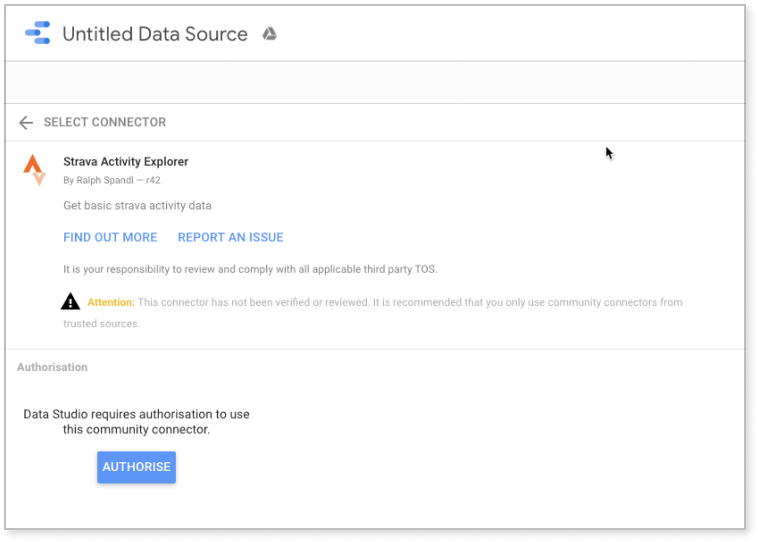 Untitled Data Source
SELECT CONNECTOR
Strava Activity Explorer
By Ralph Spandl — r42
Get basic strava activity data
FIND OUT MORE REPORT AN ISSUE
It is your responsibility to review and comply with all applicable third party TOS.
Attention: This connector has not been verified or reviewed. It is recommended that you only use community connectors from
trusted sources.
Authorisation
Data Studio requires authorisation to use
this community connector.
AUTHORISE